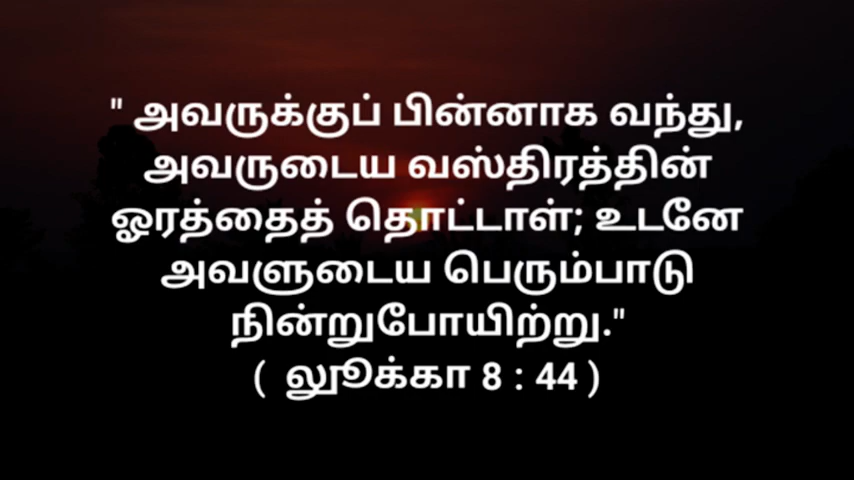 " அவருக்குப் பின்னாக வந்து,
அவருடைய வஸ்திரத்தின்
ஓரத்தைத் தொட்டாள்; உடனே
அவளுடைய பெரும்பாடு
நின்றுபோயிற்று."
( லூக்கா 8 : 44 )